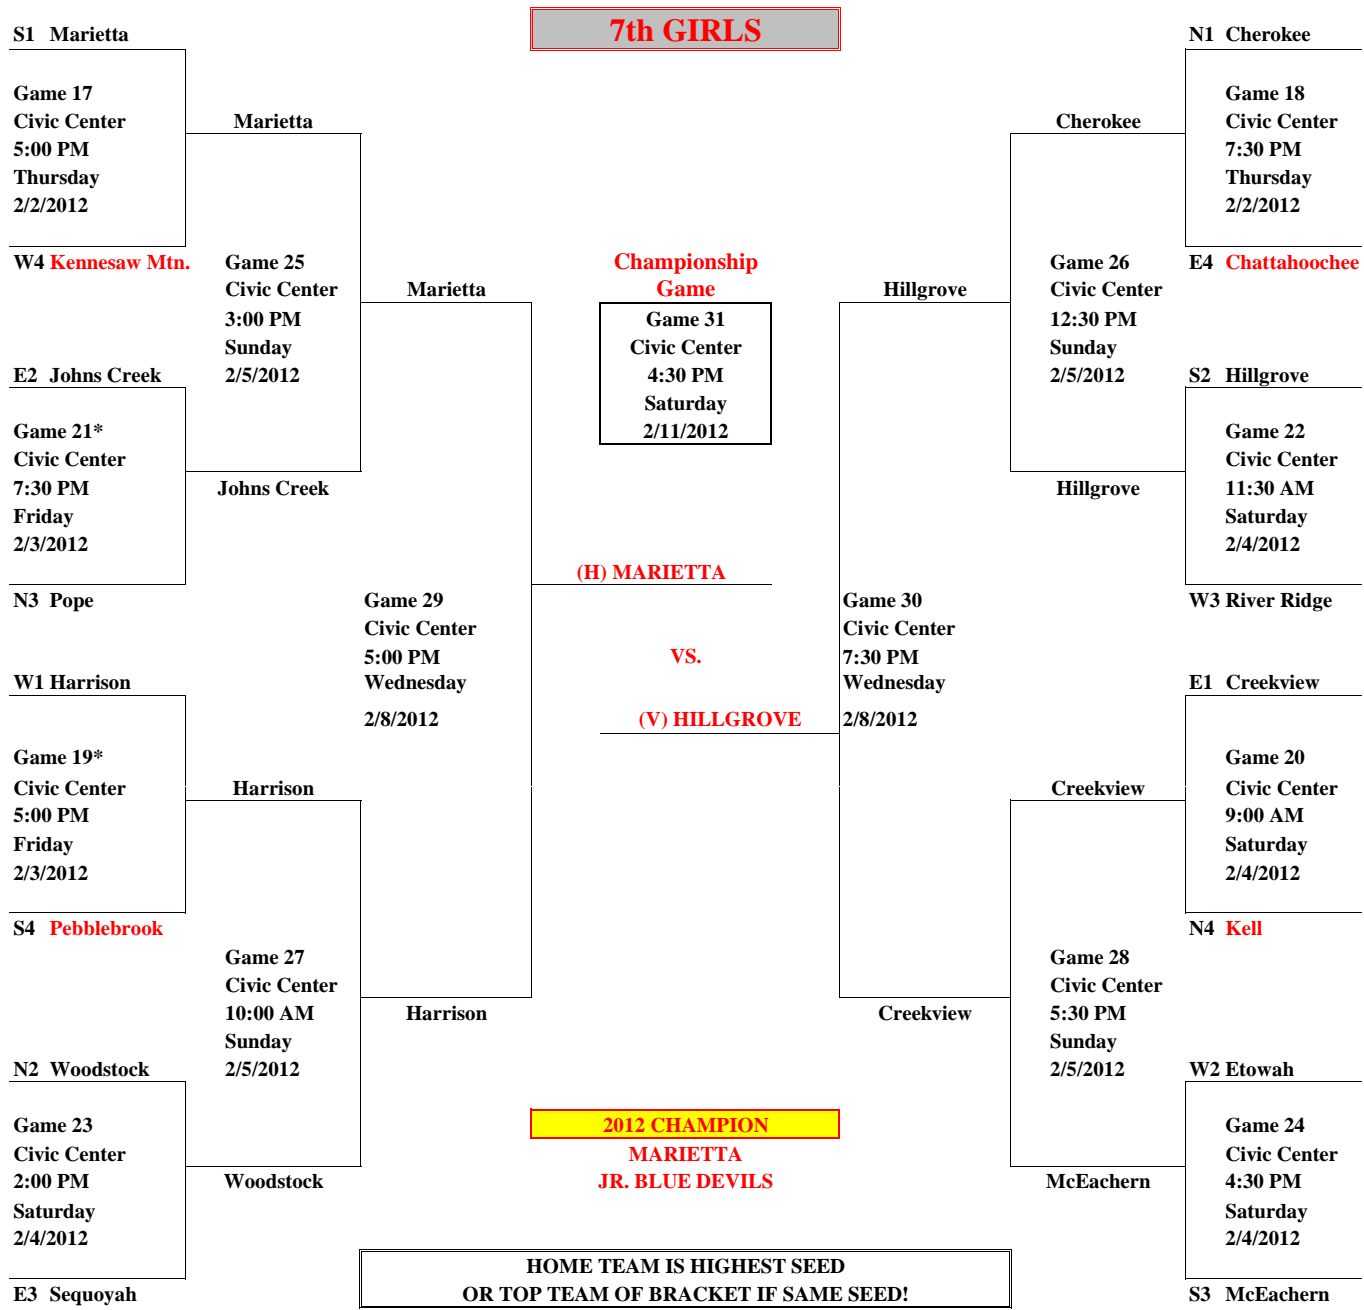 7th GIRLS
S1 Marietta
Game 17
Civic Center
5:00 PM
Thursday
2/2/2012
W4 Kennesaw Mtn.
Marietta
Game 25
Civic Center
3:00 PM
Sunday
2/5/2012
E2 Johns Creek
Game 21*
Civic Center
7:30 PM
Friday
2/3/2012
N3 Pope
Johns Creek
Marietta
Game 29
Civic Center
5:00 PM
Wednesday
2/8/2012
W1 Harrison
Game 19*
Civic Center
5:00 PM
Friday
2/3/2012
S4 Pebblebrook
Harrison
Game 27
Civic Center
10:00 AM
Sunday
2/5/2012
N2 Woodstock
Game 23
Civic Center
2:00 PM
Saturday
2/4/2012
E3 Sequoyah
Woodstock
Harrison
Championship
Game
Game 31
Civic Center
4:30 PM
Saturday
2/11/2012
(H) MARIETTA
VS.
(V) HILLGROVE
2012 CHAMPION
MARIETTA
JR. BLUE DEVILS
HOME TEAM IS HIGHEST SEED
OR TOP TEAM OF BRACKET IF SAME SEED!
N1 Cherokee
Game 18
Civic Center
7:30 PM
Thursday
2/2/2012
E4 Chattahoochee
Cherokee
Game 26
Civic Center
12:30 PM
Sunday
2/5/2012
S2 Hillgrove
Game 22
Civic Center
11:30 AM
Saturday
2/4/2012
W3 River Ridge
Hillgrove
Hillgrove
Game 30
Civic Center
7:30 PM
Wednesday
2/8/2012
E1 Creekview
Game 20
Civic Center
9:00 AM
Saturday
2/4/2012
N4 Kell
Creekview
Game 28
Civic Center
5:30 PM
Sunday
2/5/2012
W2 Etowah
Game 24
Civic Center
4:30 PM
Saturday
2/4/2012
S3 McEachern
McEachern
Creekview